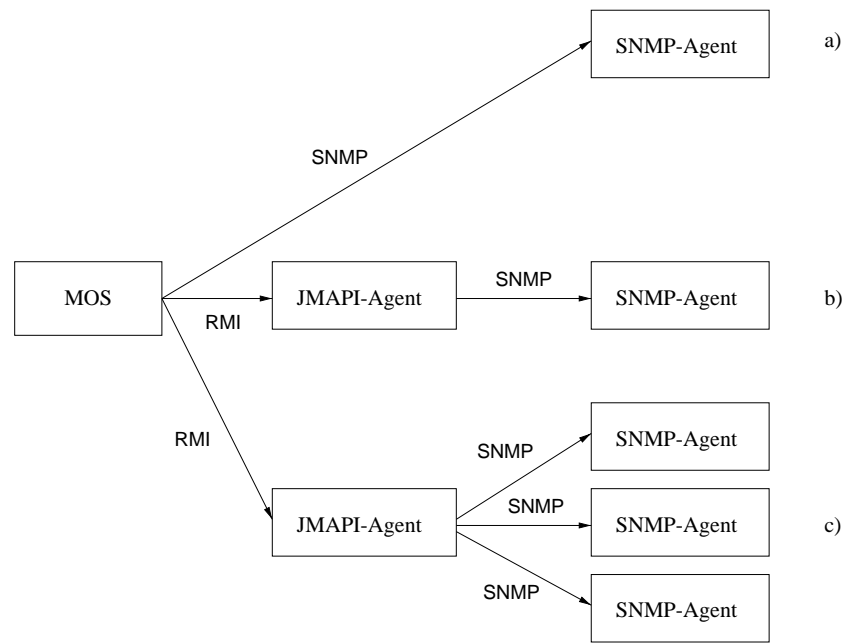 SNMP-Agent
a)
SNMP
MOS
RMI
JMAPI-Agent
SNMP
SNMP-Agent
b)
RMI
JMAPI-Agent
SNMP
SNMP-Agent
SNMP
SNMP-Agent
c)
SNMP
SNMP-Agent